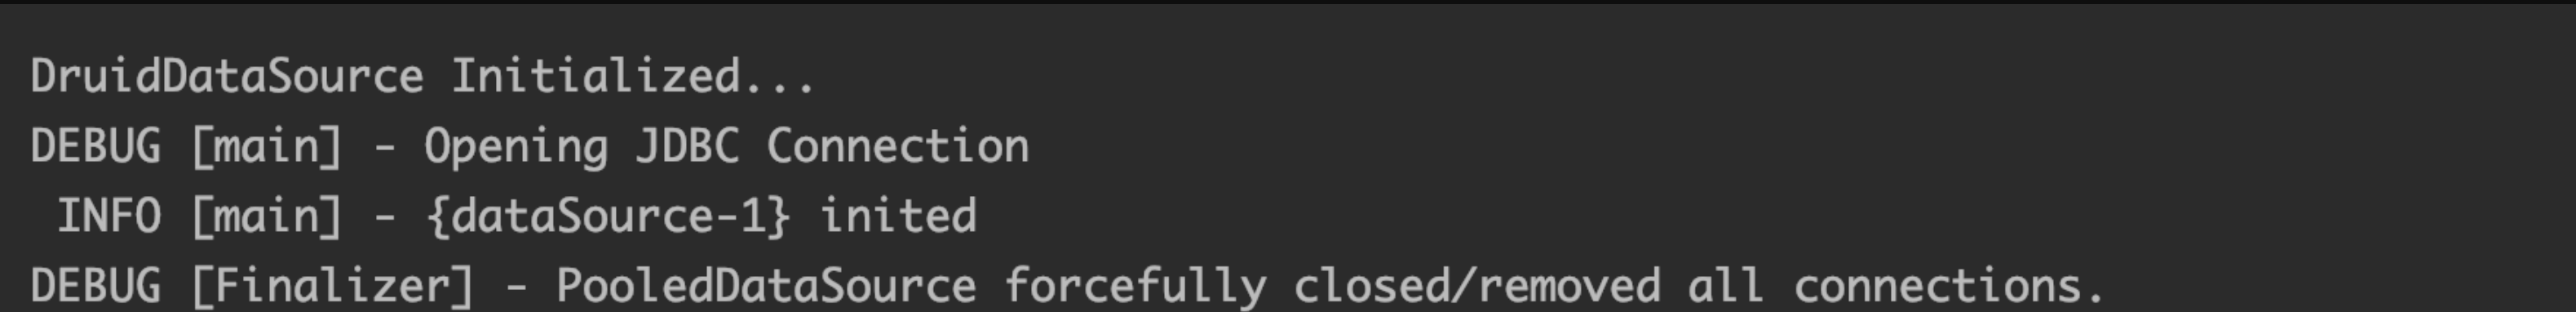 DruidDataSource Initialized...
DEBUG [main] - Opening JDBC Connection
 INFO [main] - {dataSource-1} inited
DEBUG [Finalizer] - PooledDataSource forcefully closed/removed all connections.